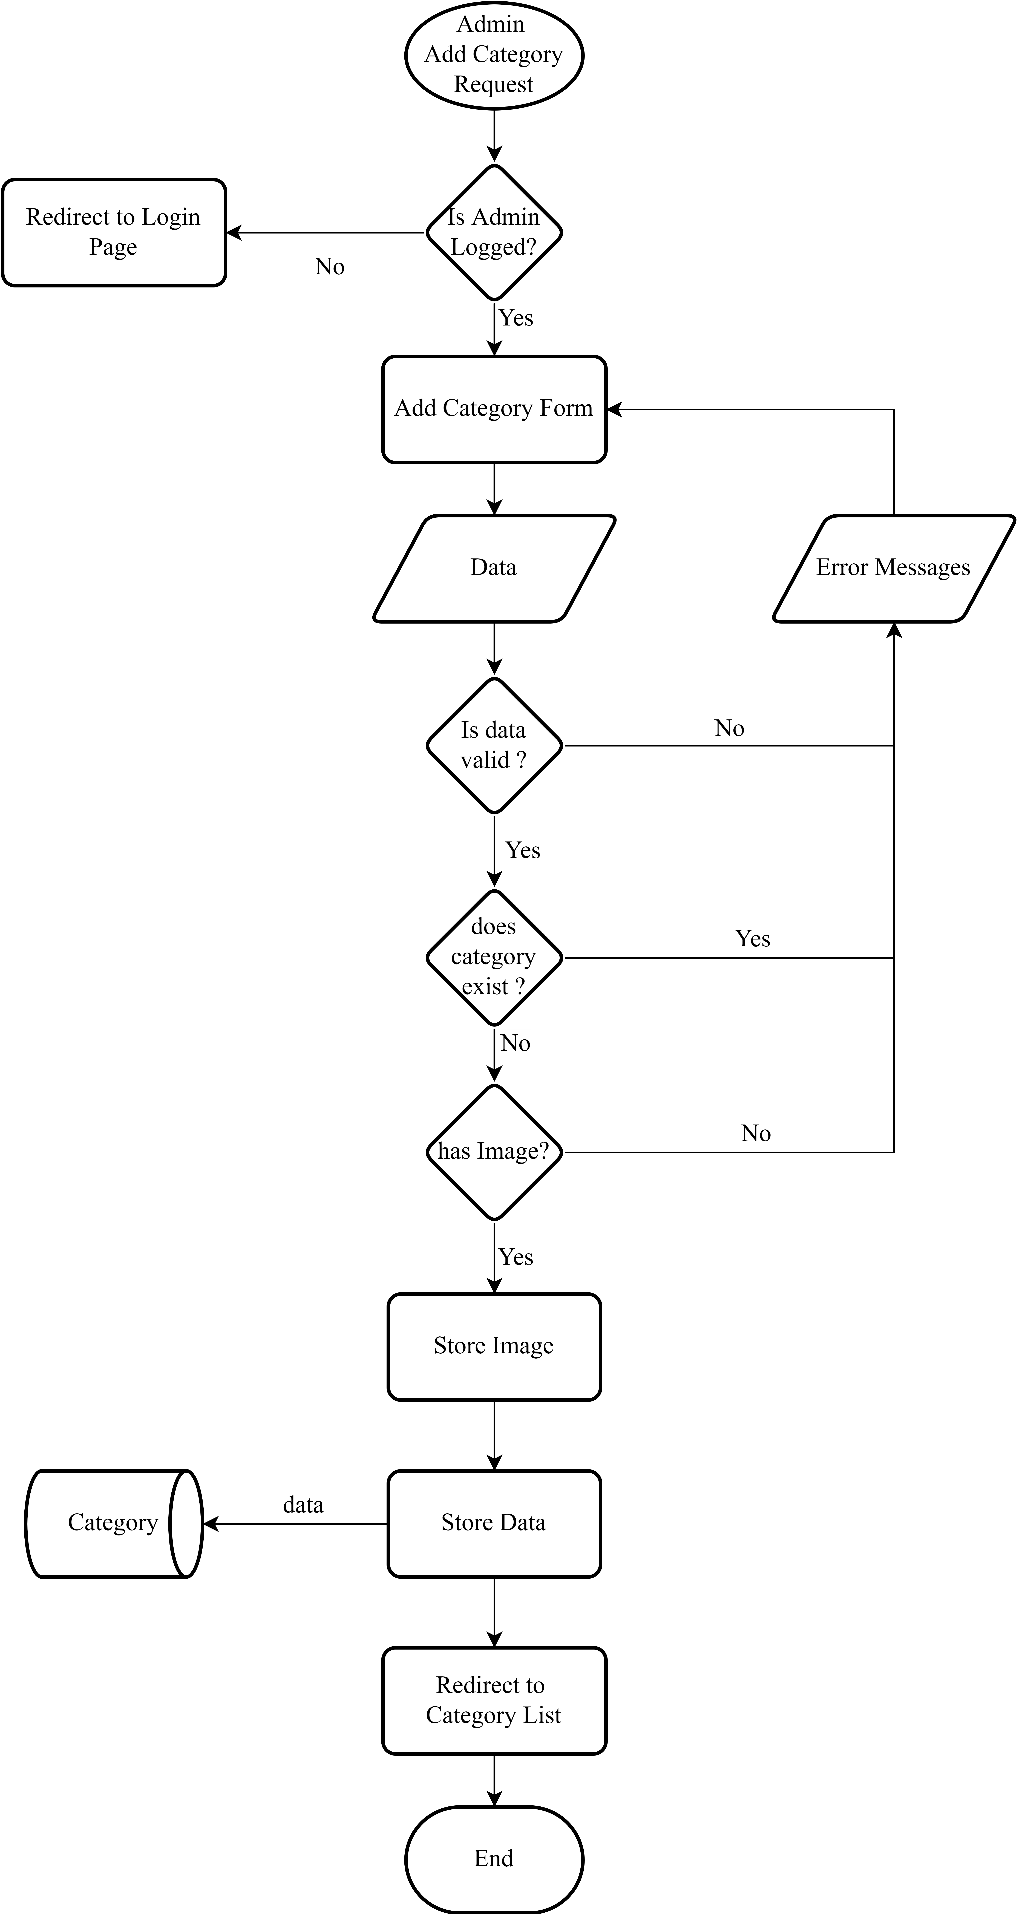 Admin
Add Category
Request
Is Admin
Logged?
Redirect to Login
Page
No
Yes
Add Category Form
Data
Error Messages
Is data
valid ?
No
Yes
does
category
exist ?
Yes
No
has Image?
No
Yes
Store Image
Store Data
data
Category
Redirect to
Category List
End